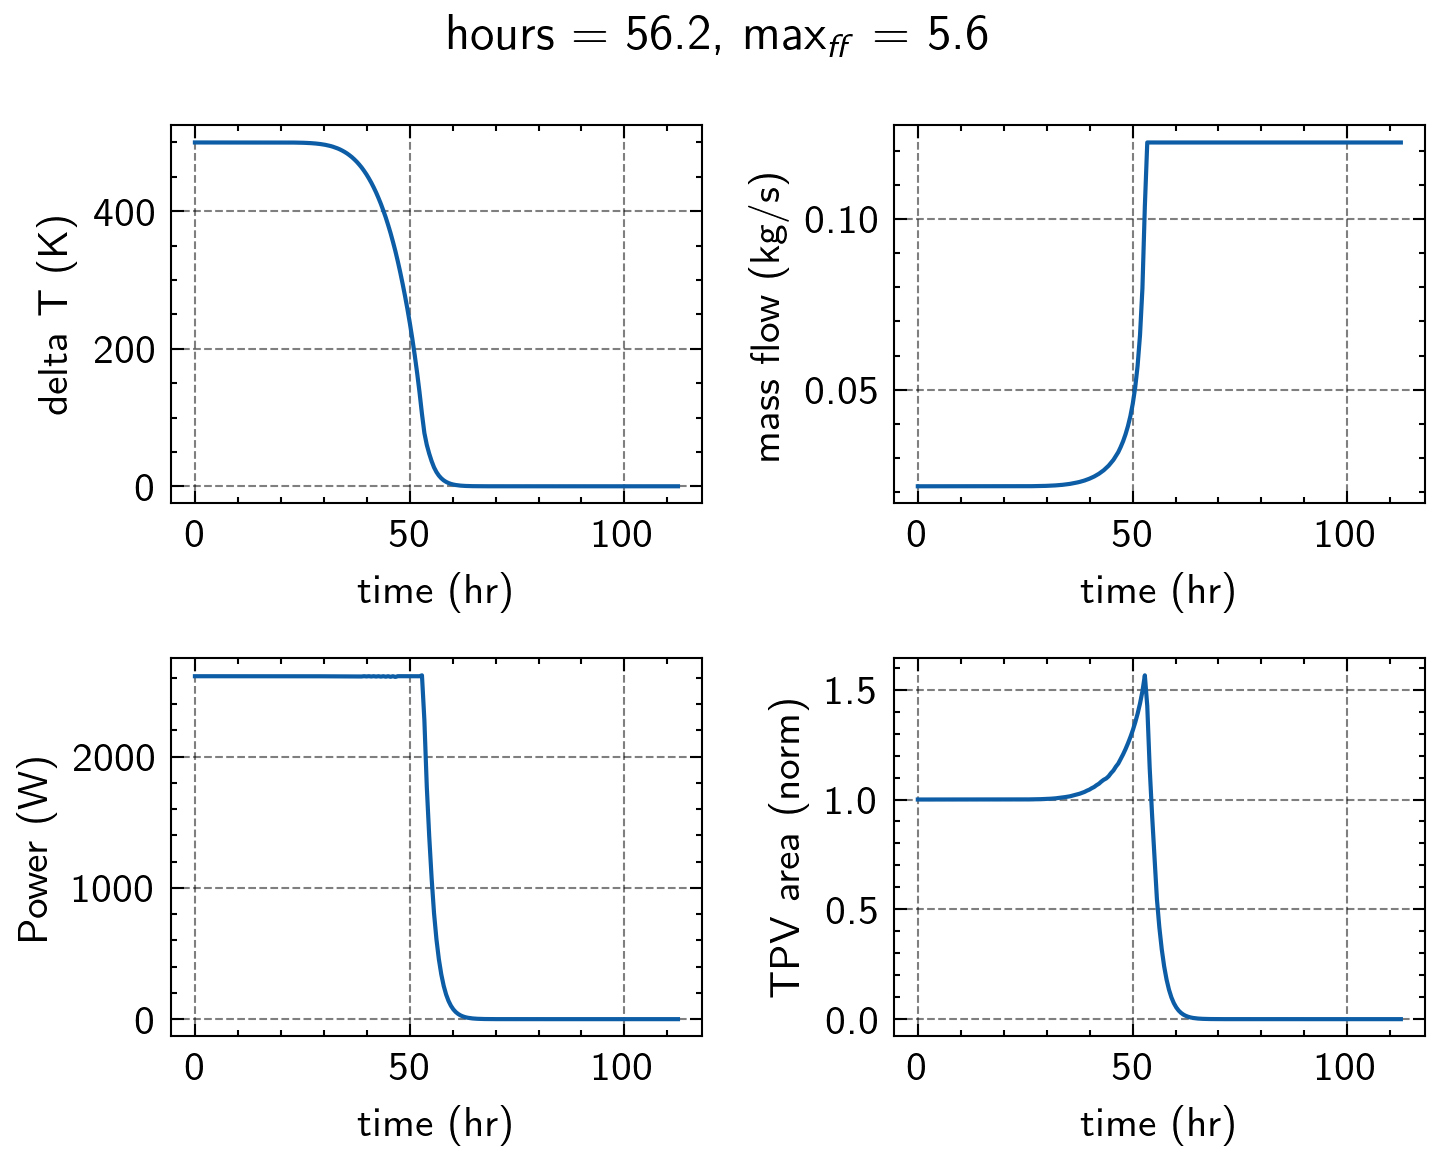 hours = 56.2, max_ff = 5.6
delta T (K)
400
200
0
0 50 100
time (hr)
mass flow (kg/s)
0.10
0.05
0 50 100
time (hr)
Power (W)
2000
1000
0
0 50 100
time (hr)
TPV area (norm)
1.5
1.0
0.5
0.0
0 50 100
time (hr)